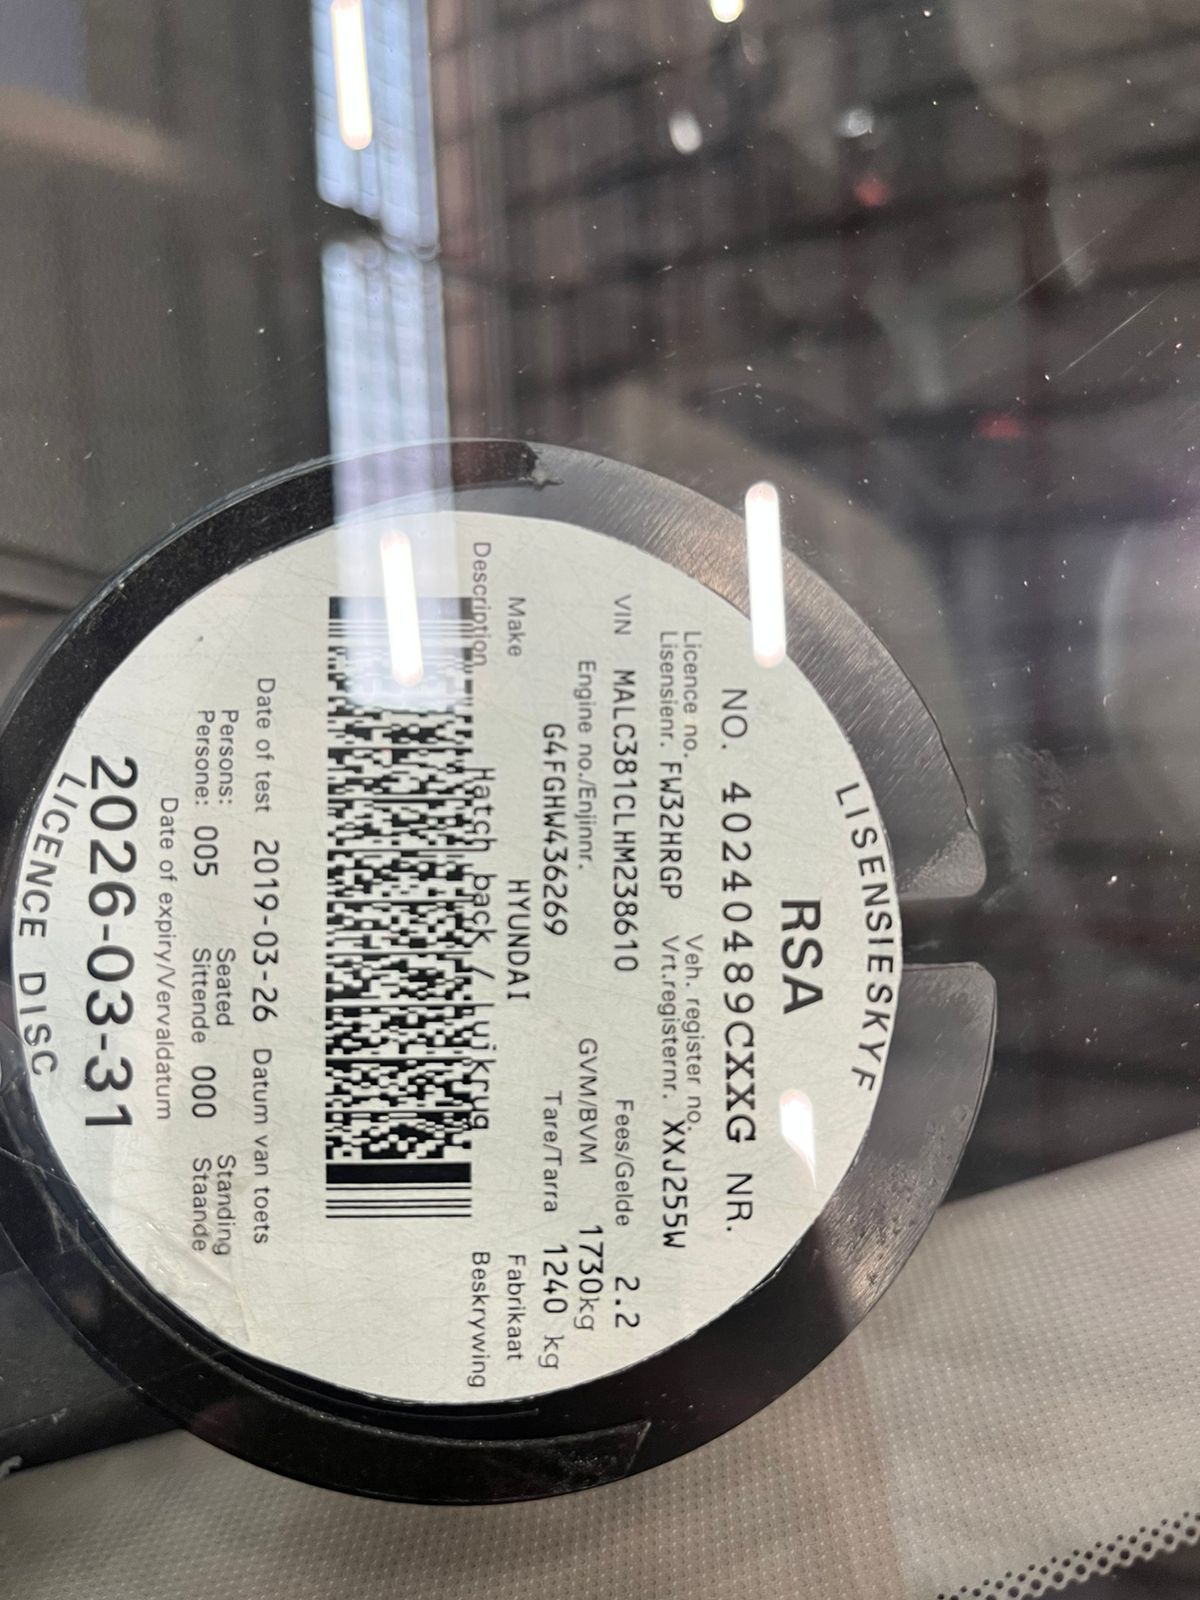 LISENSIESKYF
RSA
NO. 40240489CXXG NR.
Licence no. Veh. register no.
Lisensienr. FW32HRGP Vrt.registernr. XXJ255W
VIN MALC381CLHM238610 Fees/Gelde 2.2
Engine no./Enjinnr. GVM/BVM 1730kg
G4FGHW436269 Tare/Tarra 1240 kg
Make HYUNDAI Fabrikaat
Description Hatch back / Luikrug Beskrywing
Date of test 2019-03-26 Datum van toets
Persons: Seated Standing
Persone: 005 Sittende 000 Staande
Date of expiry/Vervaldatum
2026-03-31
LICENCE DISC